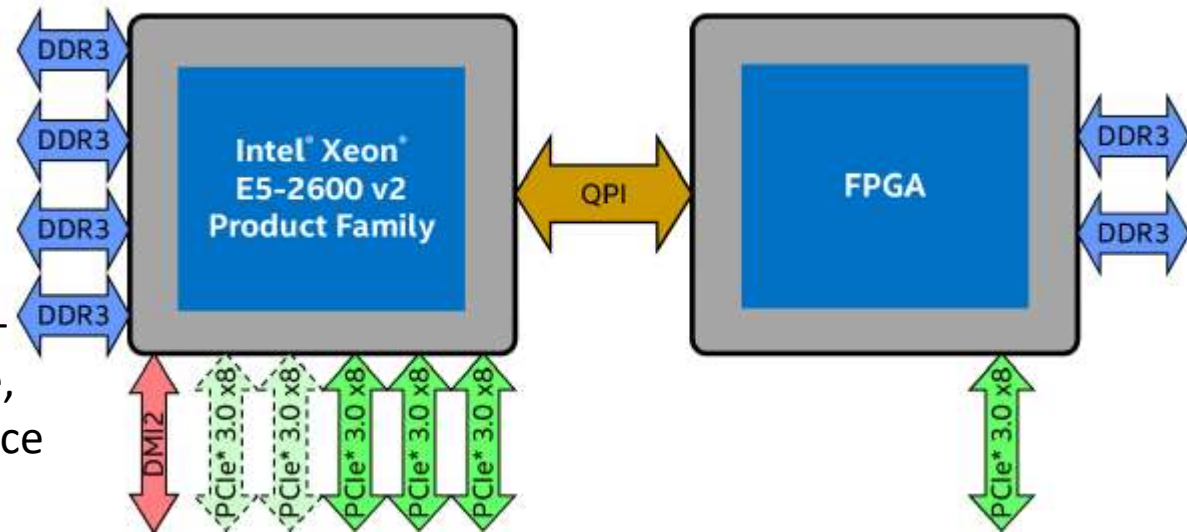 DDR3
DDR3
DDR3
DDR3
Intel® Xeon®
E5-2600 v2
Product Family
QPI
FPGA
DDR3
DDR3
DMI2
PCIe* 3.0 x8
PCIe* 3.0 x8
PCIe* 3.0 x8
PCIe* 3.0 x8
PCIe* 3.0 x8
PCIe* 3.0 x8